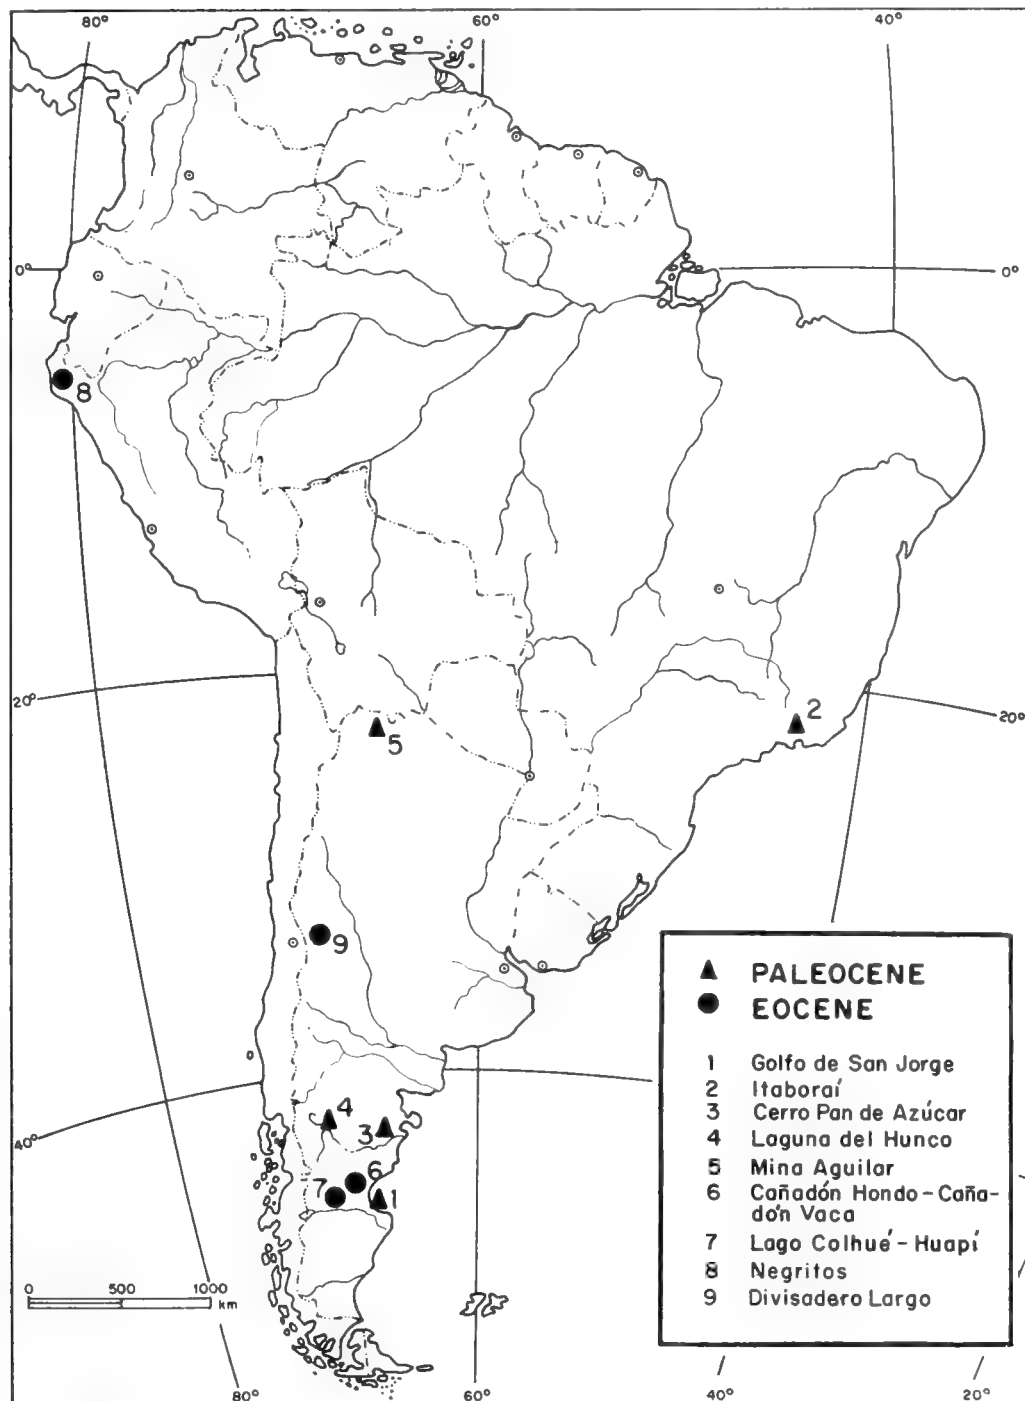 80°
60°
40°
0°
0°
8
20°
2
20°
5
9
4
3
40°
6
7
1
▲ PALEOCENE
● EOCENE
1 Golfo de San Jorge
2 Itaboraí
3 Cerro Pan de Azúcar
4 Laguna del Hunco
5 Mina Aguilar
6 Cañadón Hondo-Caña-
dón Vaca
7 Lago Colhué-Huapí
8 Negritos
9 Divisadero Largo
0 500 1000
km
80°
60°
40°
20°